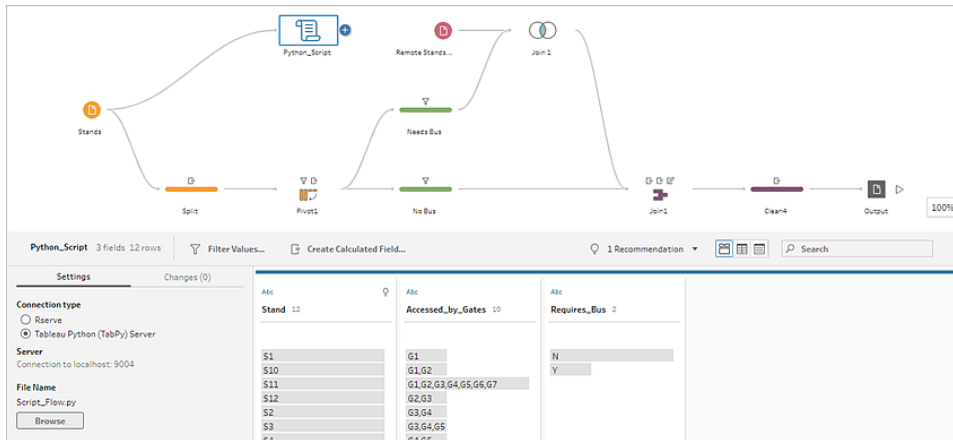 Python_Script
Remote Stands...
Join 1
Stands
Needs Bus
Split
Pivot1
No Bus
Join1
Clean4
Output
100%
Python_Script 3 fields 12 rows
Filter Values...
Create Calculated Field...
1 Recommendation
Search
Settings
Changes (0)
Connection type
Rserve
Tableau Python (TabPy) Server
Server
Connection to localhost: 9004
File Name
Script_Flow.py
Browse
Abc
Stand 12
S1
S10
S11
S12
S2
S3
Abc
Accessed_by_Gates 10
G1
G1,G2
G1,G2,G3,G4,G5,G6,G7
G2,G3
G3,G4
G3,G4,G5
Abc
Requires_Bus 2
N
Y